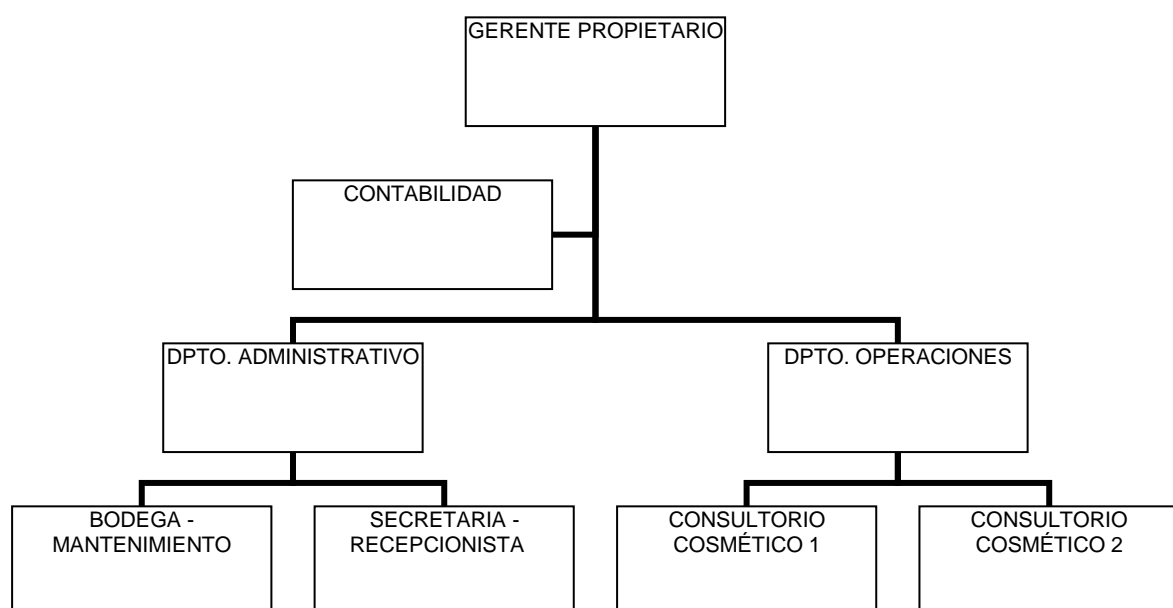 GERENTE PROPIETARIO
CONTABILIDAD
DPTO. ADMINISTRATIVO
DPTO. OPERACIONES
BODEGA -
MANTENIMIENTO
SECRETARIA -
RECEPCIONISTA
CONSULTORIO
COSMÉTICO 1
CONSULTORIO
COSMÉTICO 2